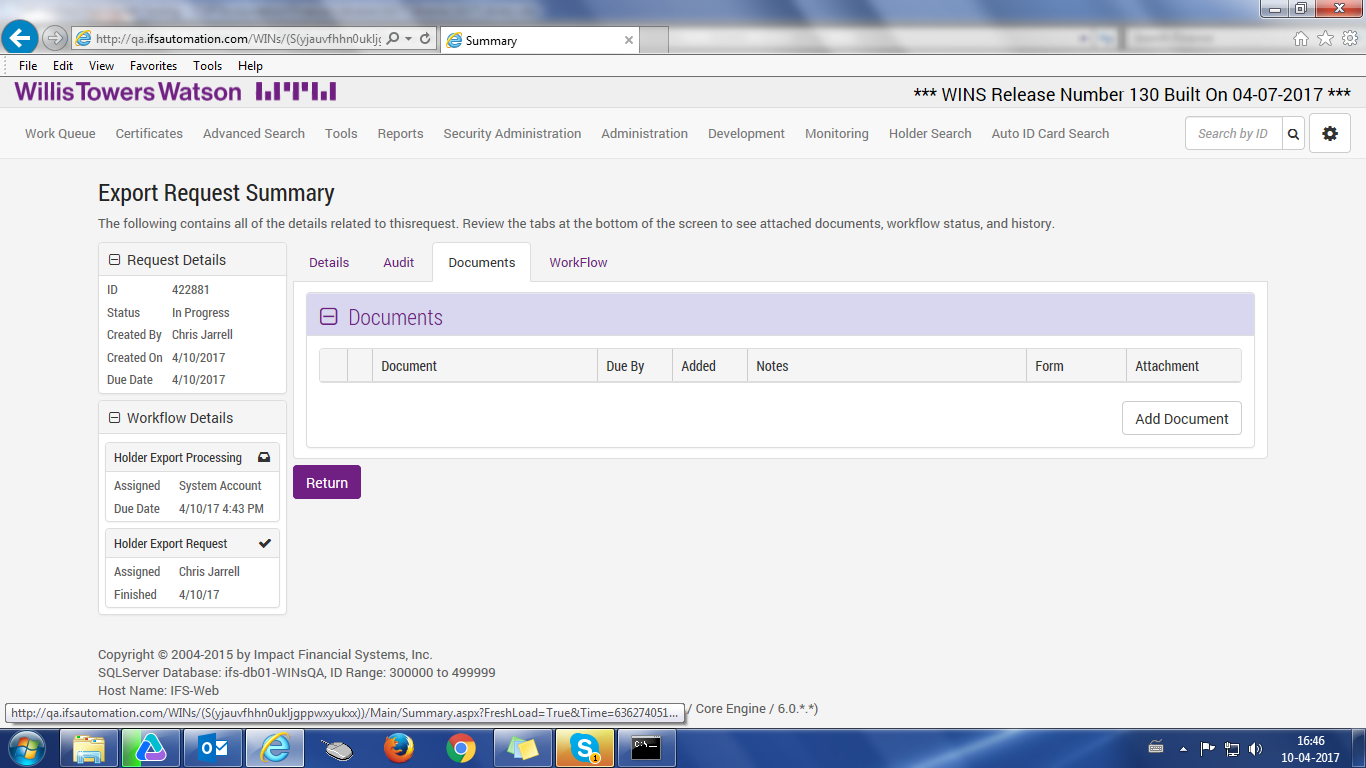 http://qa.ifsautomation.com/WINs/(S(yjauvfhhn0ukljg
Summary
File Edit View Favorites Tools Help
WillisTowersWatson
*** WINS Release Number 130 Built On 04-07-2017 ***
Work Queue Certificates Advanced Search Tools Reports Security Administration Administration Development Monitoring Holder Search Auto ID Card Search
Search by ID
Export Request Summary
The following contains all of the details related to thisrequest. Review the tabs at the bottom of the screen to see attached documents, workflow status, and history.
Request Details
ID 422881
Status In Progress
Created By Chris Jarrell
Created On 4/10/2017
Due Date 4/10/2017
Workflow Details
Holder Export Processing
Assigned System Account
Due Date 4/10/17 4:43 PM
Holder Export Request
Assigned Chris Jarrell
Finished 4/10/17
Details Audit Documents WorkFlow
Documents
Document Due By Added Notes Form Attachment
Add Document
Return
Copyright © 2004-2015 by Impact Financial Systems, Inc.
SQLServer Database: ifs-db01-WINsQA, ID Range: 300000 to 499999
Host Name: IFS-Web
/ Core Engine / 6.0.*.*)
http://qa.ifsautomation.com/WINs/(S(yjauvfhhn0ukljgppwxyukxx))/Main/Summary.aspx?FreshLoad=True&Time=636274051...
C:\_
1
16:46
10-04-2017